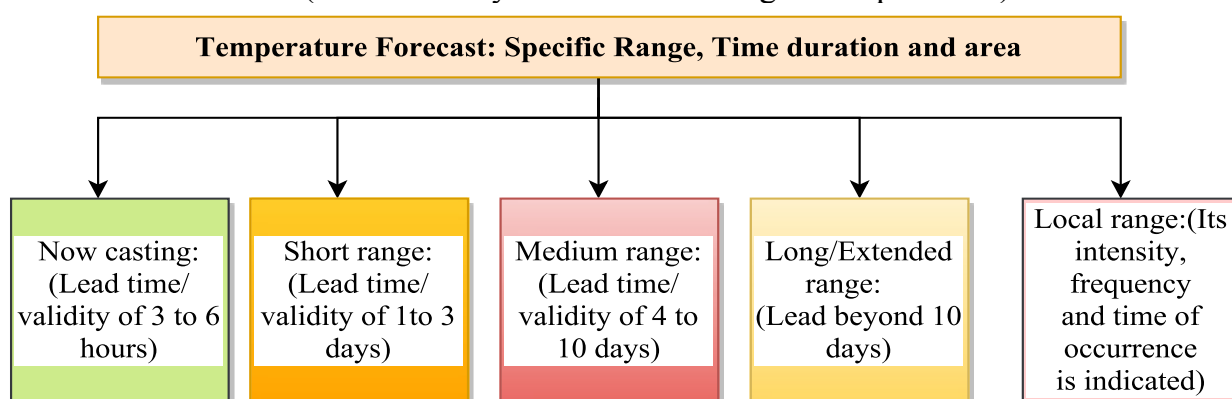 Temperature Forecast: Specific Range, Time duration and area
Now casting:
(Lead time/
validity of 3 to 6
hours)
Short range:
(Lead time/
validity of 1to 3
days)
Medium range:
(Lead time/
validity of 4 to
10 days)
Long/Extended
range:
(Lead beyond 10
days)
Local range:(Its
intensity,
frequency
and time of
occurrence
is indicated)